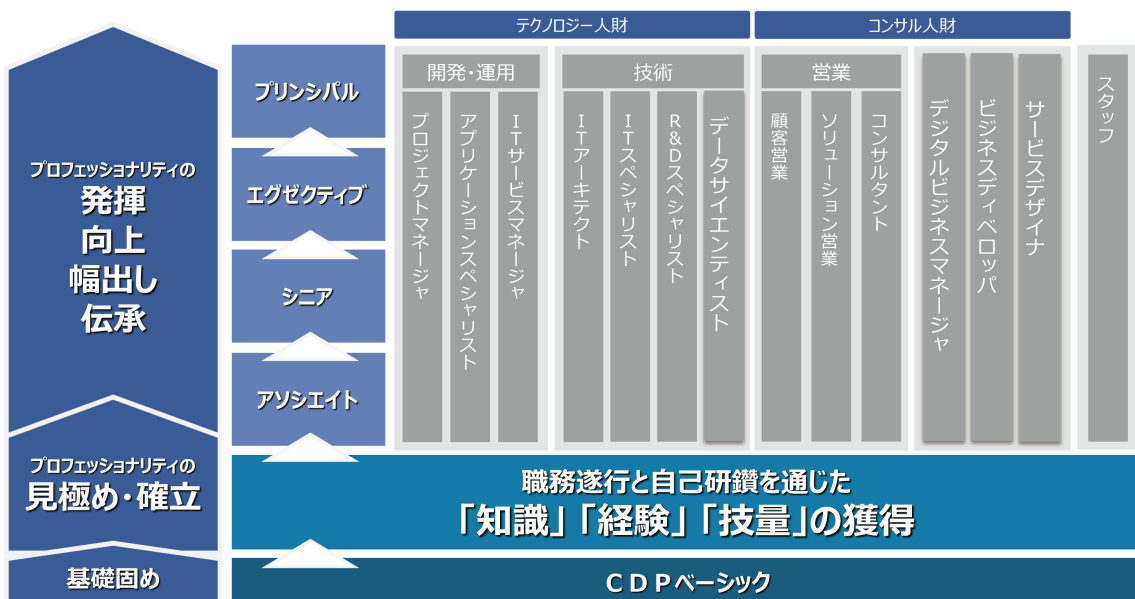 テクノロジー人財
コンサル人財
プロフェッショナリティの
発揮
向上
幅出し
伝承
プロフェッショナリティの
見極め・確立
基礎固め
プリンシパル
エグゼクティブ
シニア
アソシエイト
開発・運用
プロジェクトマネージャ
アプリケーションスペシャリスト
ITサービスマネージャ
技術
ITアーキテクト
ITスペシャリスト
R&Dスペシャリスト
データサイエンティスト
営業
顧客営業
ソリューション営業
コンサルタント
デジタルビジネスマネージャ
ビジネスディベロッパ
サービスデザイナ
スタッフ
職務遂行と自己研鑽を通じた
「知識」「経験」「技量」の獲得
CDPベーシック